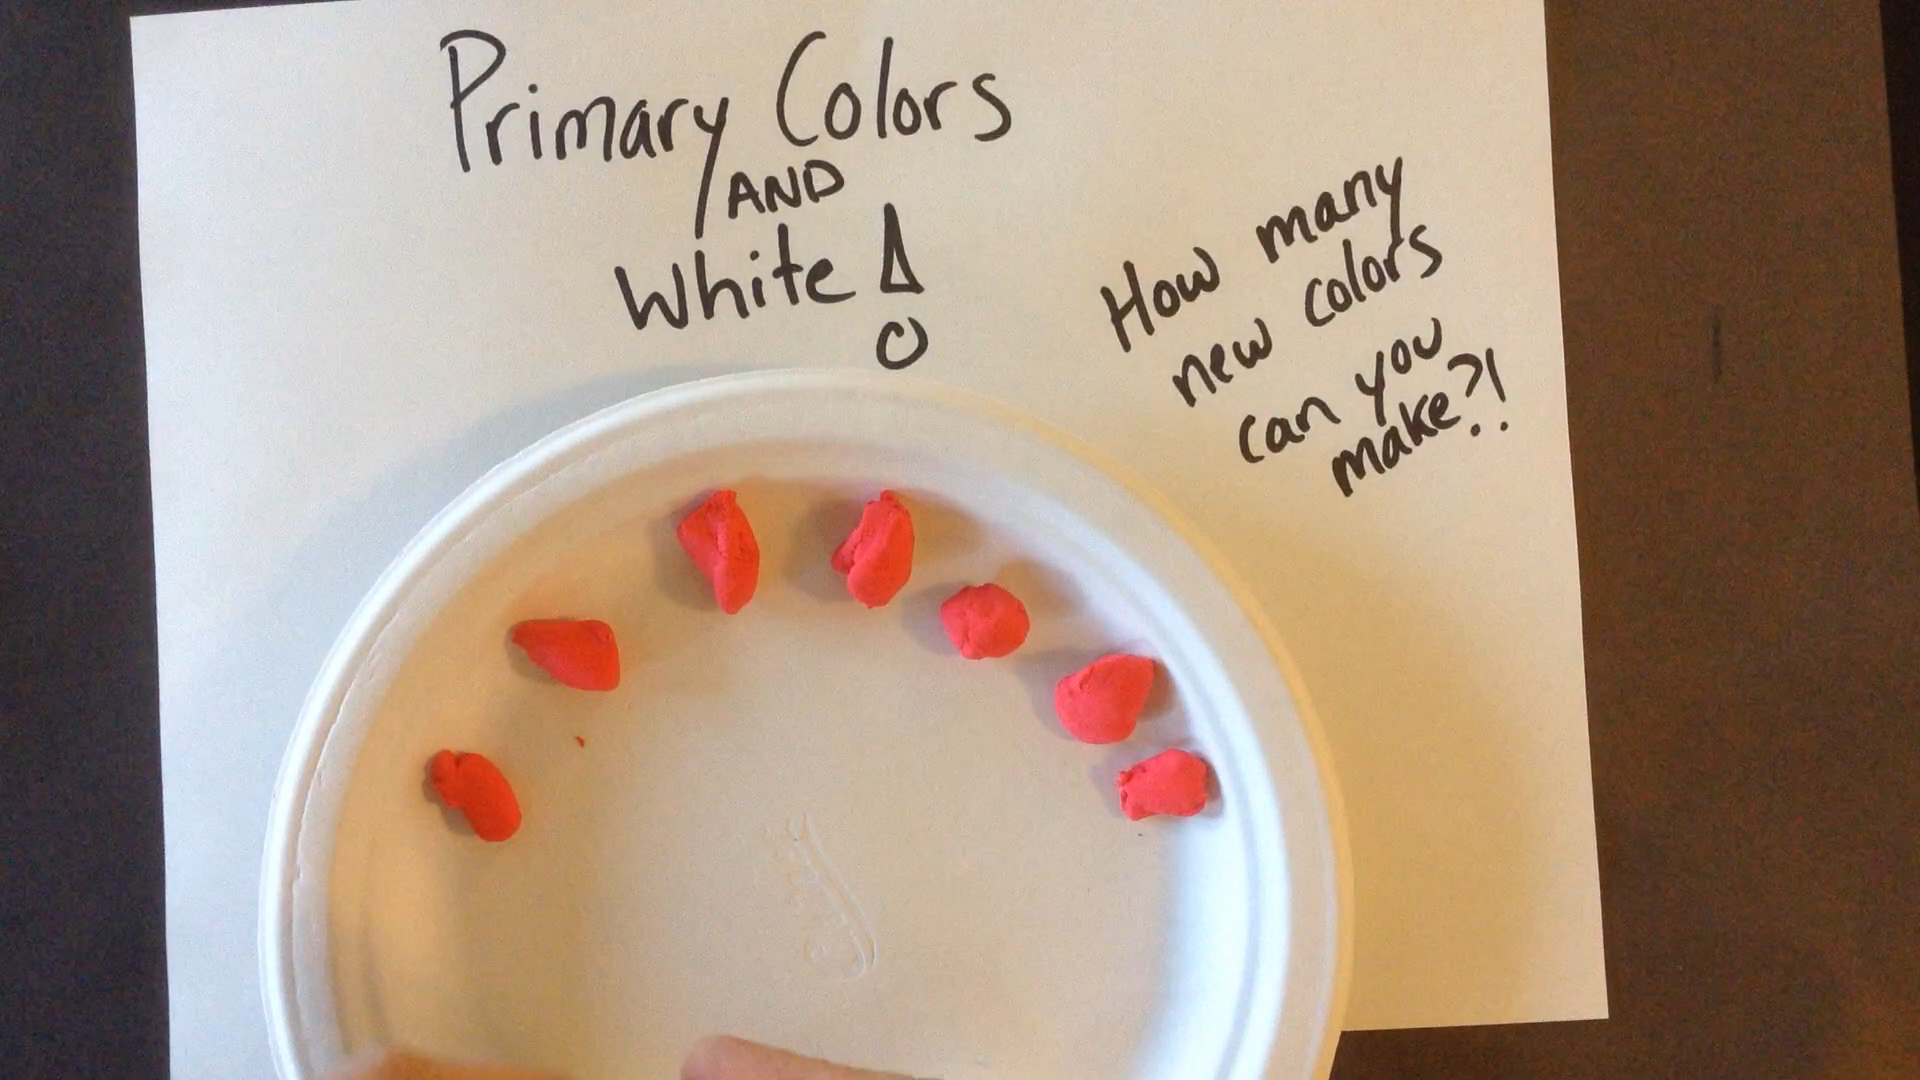 Primary Colors
AND
White!
How many
new colors
can you
make?!